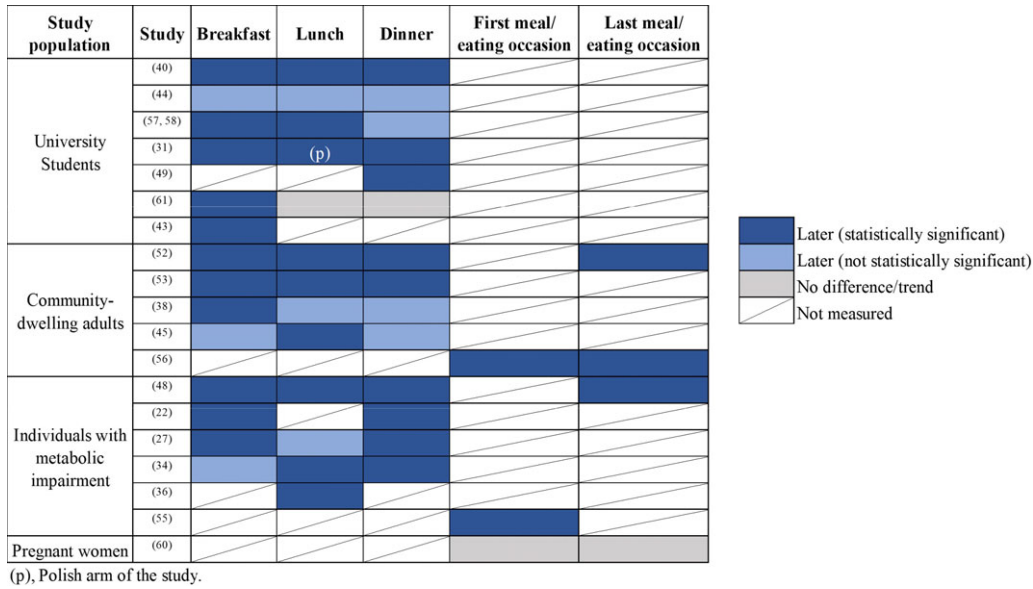 Study population
Study
Breakfast
Lunch
Dinner
First meal/ eating occasion
Last meal/ eating occasion
University Students
(40)
(44)
(57, 58)
(31)
(p)
(49)
(61)
(43)
Community-dwelling adults
(52)
(53)
(38)
(45)
(56)
Individuals with metabolic impairment
(48)
(22)
(27)
(34)
(36)
(55)
Pregnant women
(60)
Later (statistically significant)
Later (not statistically significant)
No difference/trend
Not measured
(p), Polish arm of the study.